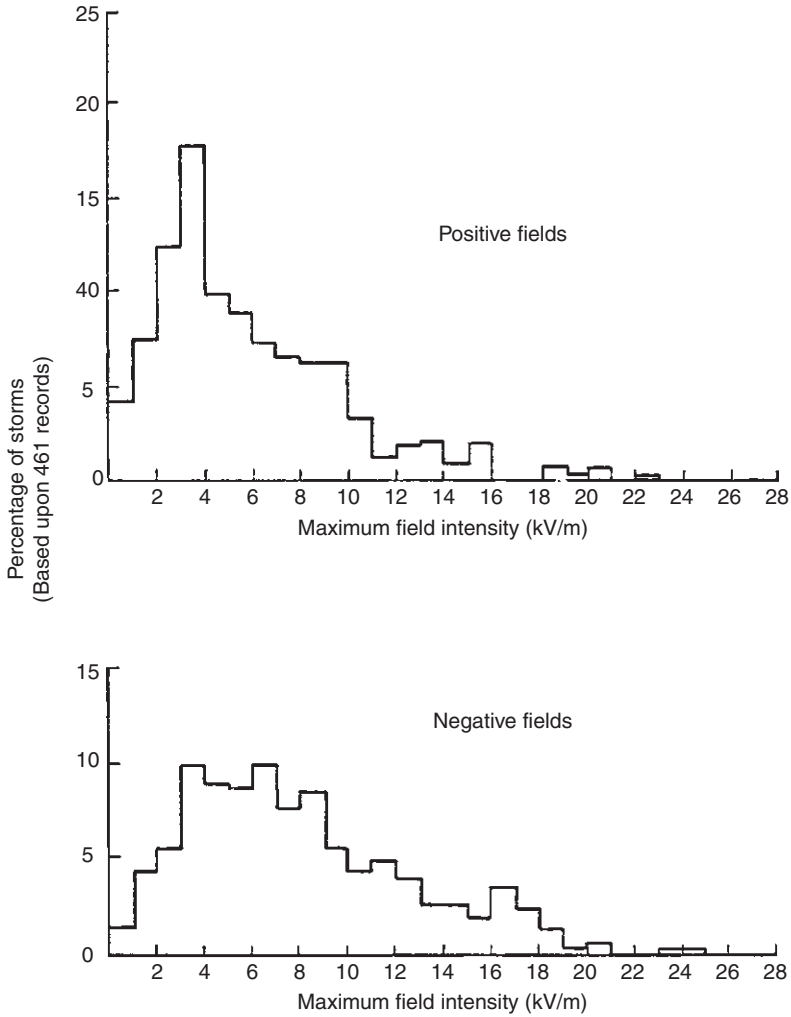 25
20
15
40
5
0
Positive fields
2 4 6 8 10 12 14 16 18 20 22 24 26 28
Maximum field intensity (kV/m)
Percentage of storms
(Based upon 461 records)
15
10
5
0
Negative fields
2 4 6 8 10 12 14 16 18 20 22 24 26 28
Maximum field intensity (kV/m)